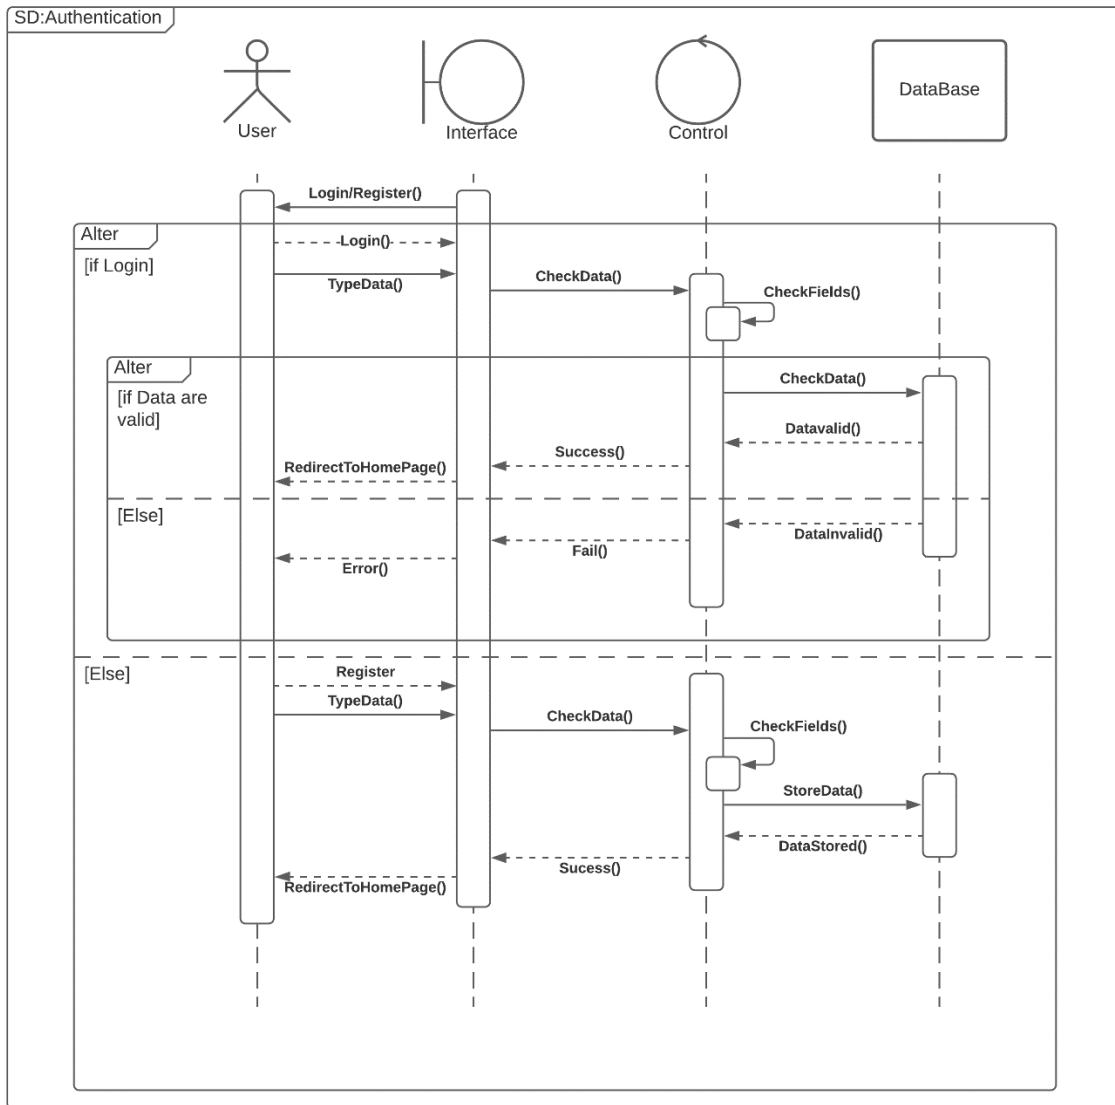 SD:Authentication
DataBase
User
Interface
Control
Login/Register()
Alter
Login()
[if Login]
TypeData()
CheckData()
CheckFields()
Alter
[if Data are
valid]
CheckData()
Datavalid()
Success()
RedirectToHomePage()
[Else]
DataInvalid()
Fail()
Error()
[Else]
Register
TypeData()
CheckData()
CheckFields()
StoreData()
DataStored()
Sucess()
RedirectToHomePage()